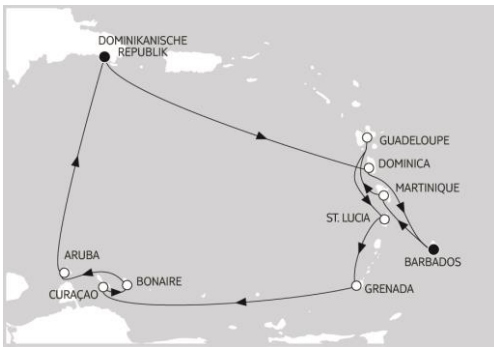 DOMINIKANISCHE
REPUBLIK
GUADELOUPE
DOMINICA
MARTINIQUE
ST. LUCIA
BARBADOS
ARUBA
BONAIRE
CURAÇAO
GRENADA